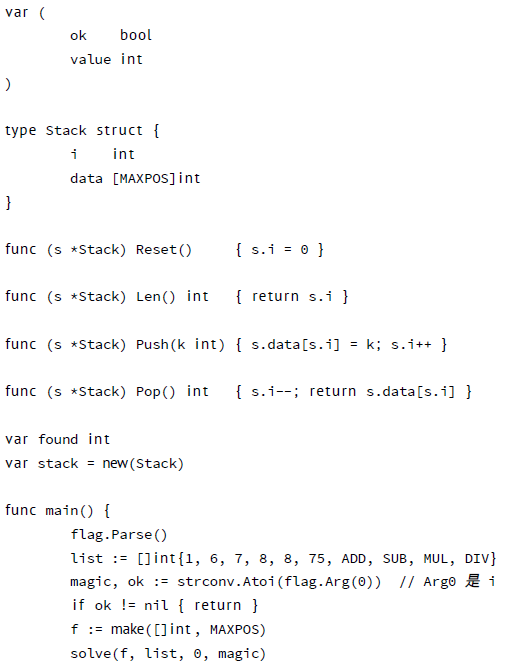 var (
        ok    bool
        value int
)
type Stack struct {
        i    int
        data [MAXPOS]int
}
func (s *Stack) Reset()     { s.i = 0 }
func (s *Stack) Len() int   { return s.i }
func (s *Stack) Push(k int) { s.data[s.i] = k; s.i++ }
func (s *Stack) Pop() int   { s.i--; return s.data[s.i] }
var found int
var stack = new(Stack)
func main() {
        flag.Parse()
        list := []int{1, 6, 7, 8, 8, 75, ADD, SUB, MUL, DIV}
        magic, ok := strconv.Atoi(flag.Arg(0))  // Arg0 是 i
        if ok != nil { return }
        f := make([]int, MAXPOS)
        solve(f, list, 0, magic)